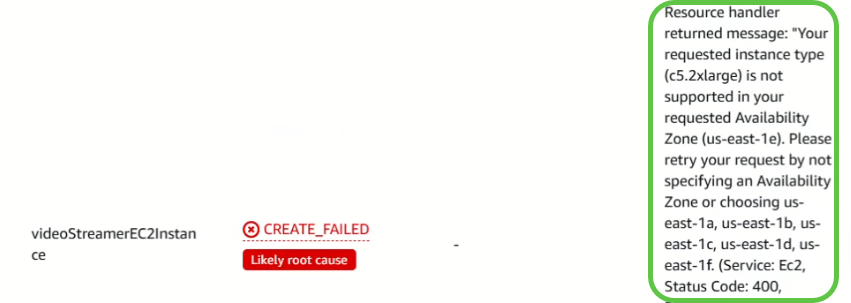 Resource handler
returned message: "Your
requested instance type
(c5.2xlarge) is not
supported in your
requested Availability
Zone (us-east-1e). Please
retry your request by not
specifying an Availability
Zone or choosing us-
east-1a, us-east-1b, us-
east-1c, us-east-1d, us-
east-1f. (Service: Ec2,
Status Code: 400,
videoStreamerEC2Instan
ce
CREATE_FAILED
Likely root cause
-